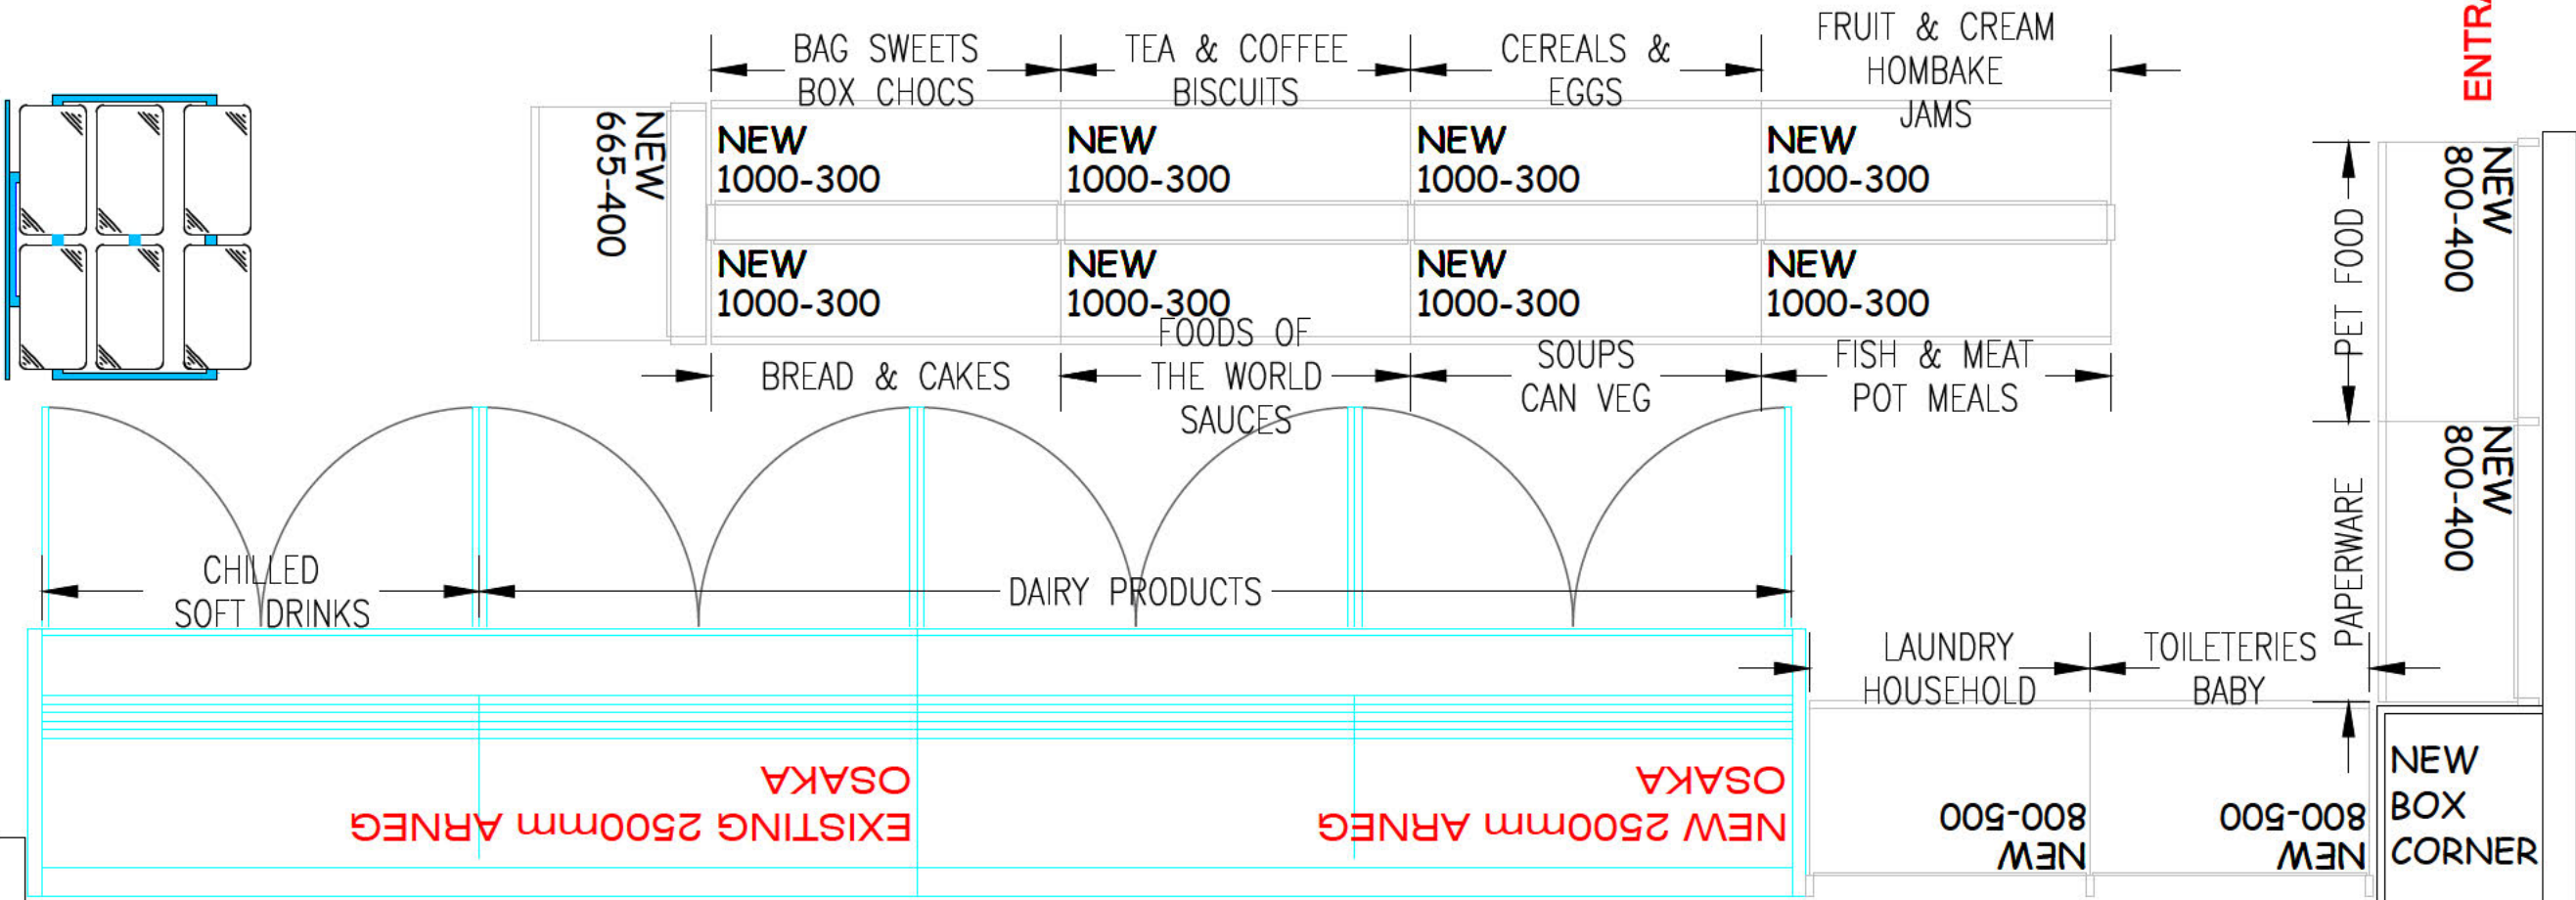 BAG SWEETS
BOX CHOCS
TEA & COFFEE
BISCUITS
CEREALS &
EGGS
FRUIT & CREAM
HOMBAKE
JAMS
NEW
665-400
NEW
1000-300
NEW
1000-300
NEW
1000-300
NEW
1000-300
NEW
1000-300
NEW
1000-300
NEW
1000-300
NEW
1000-300
BREAD & CAKES
FOODS OF
THE WORLD
SAUCES
SOUPS
CAN VEG
FISH & MEAT
POT MEALS
PET FOOD
NEW
800-400
PAPERWARE
NEW
800-400
CHILLED
SOFT DRINKS
DAIRY PRODUCTS
LAUNDRY
HOUSEHOLD
TOILETERIES
BABY
EXISTING 2500mm ARNEG
OSAKA
NEW 2500mm ARNEG
OSAKA
NEW
800-500
NEW
800-500
NEW
BOX
CORNER